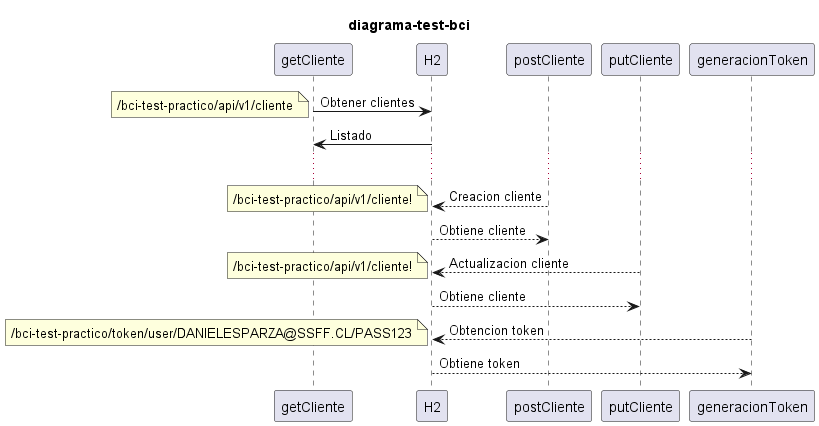 diagrama-test-bci
getCliente
H2
postCliente
putCliente
generacionToken
/bci-test-practico/api/v1/cliente
Obtener clientes
Listado
/bci-test-practico/api/v1/cliente!
Creacion cliente
Obtiene cliente
/bci-test-practico/api/v1/cliente!
Actualizacion cliente
Obtiene cliente
/bci-test-practico/token/user/DANIELESPARZA@SSFF.CL/PASS123
Obtencion token
Obtiene token
getCliente
H2
postCliente
putCliente
generacionToken